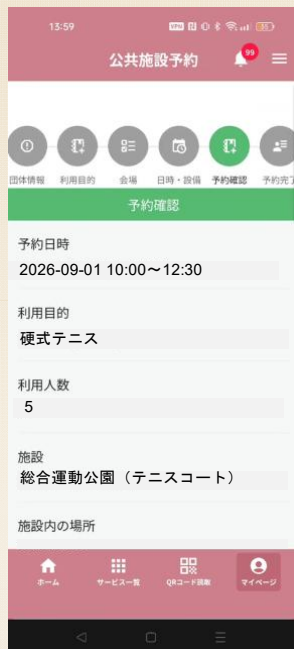 13:59
VPN
公共施設予約
99
団体情報 利用目的 会場 日時・設備 予約確認 予約完了
予約確認
予約日時
2026-09-01 10:00～12:30
利用目的
硬式テニス
利用人数
5
施設
総合運動公園（テニスコート）
施設内の場所
ホーム サービス一覧 QRコード読取 マイページ